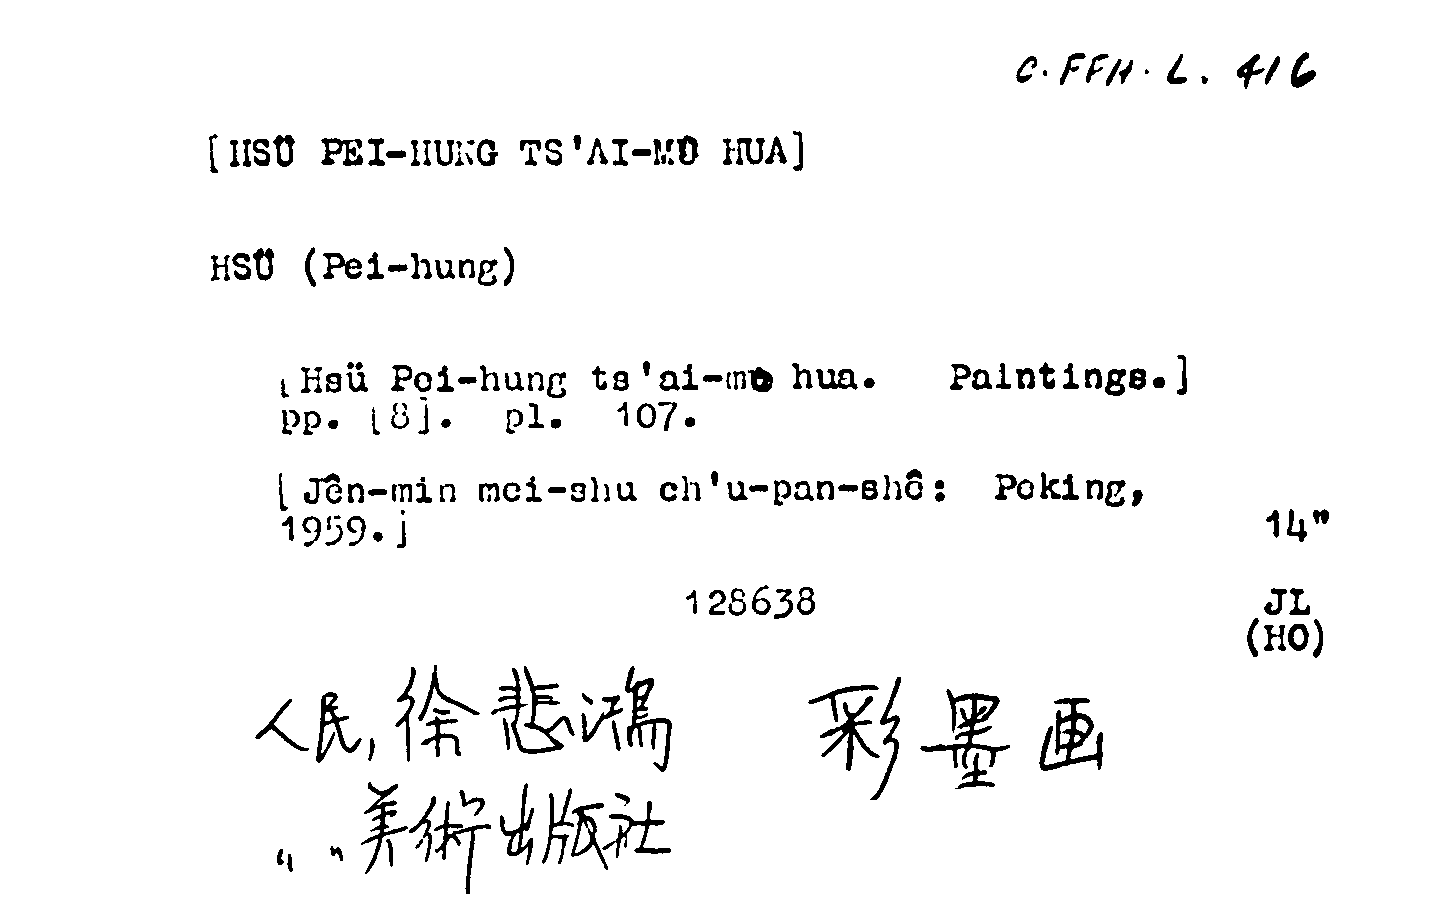 C.FFH.L. 416
[HSÜ PEI-HUNG TS'AI-MO HUA]
HSÜ (Pei-hung)
[Hsü Pei-hung ts'ai-mo hua. Paintings.]
pp. [8]. pl. 107.
[Jên-min mei-shu ch'u-pan-shê: Peking,
1959.] 14"
128638 JL
(HO)
人民, 徐悲鴻 彩墨画
" " 美術出版社